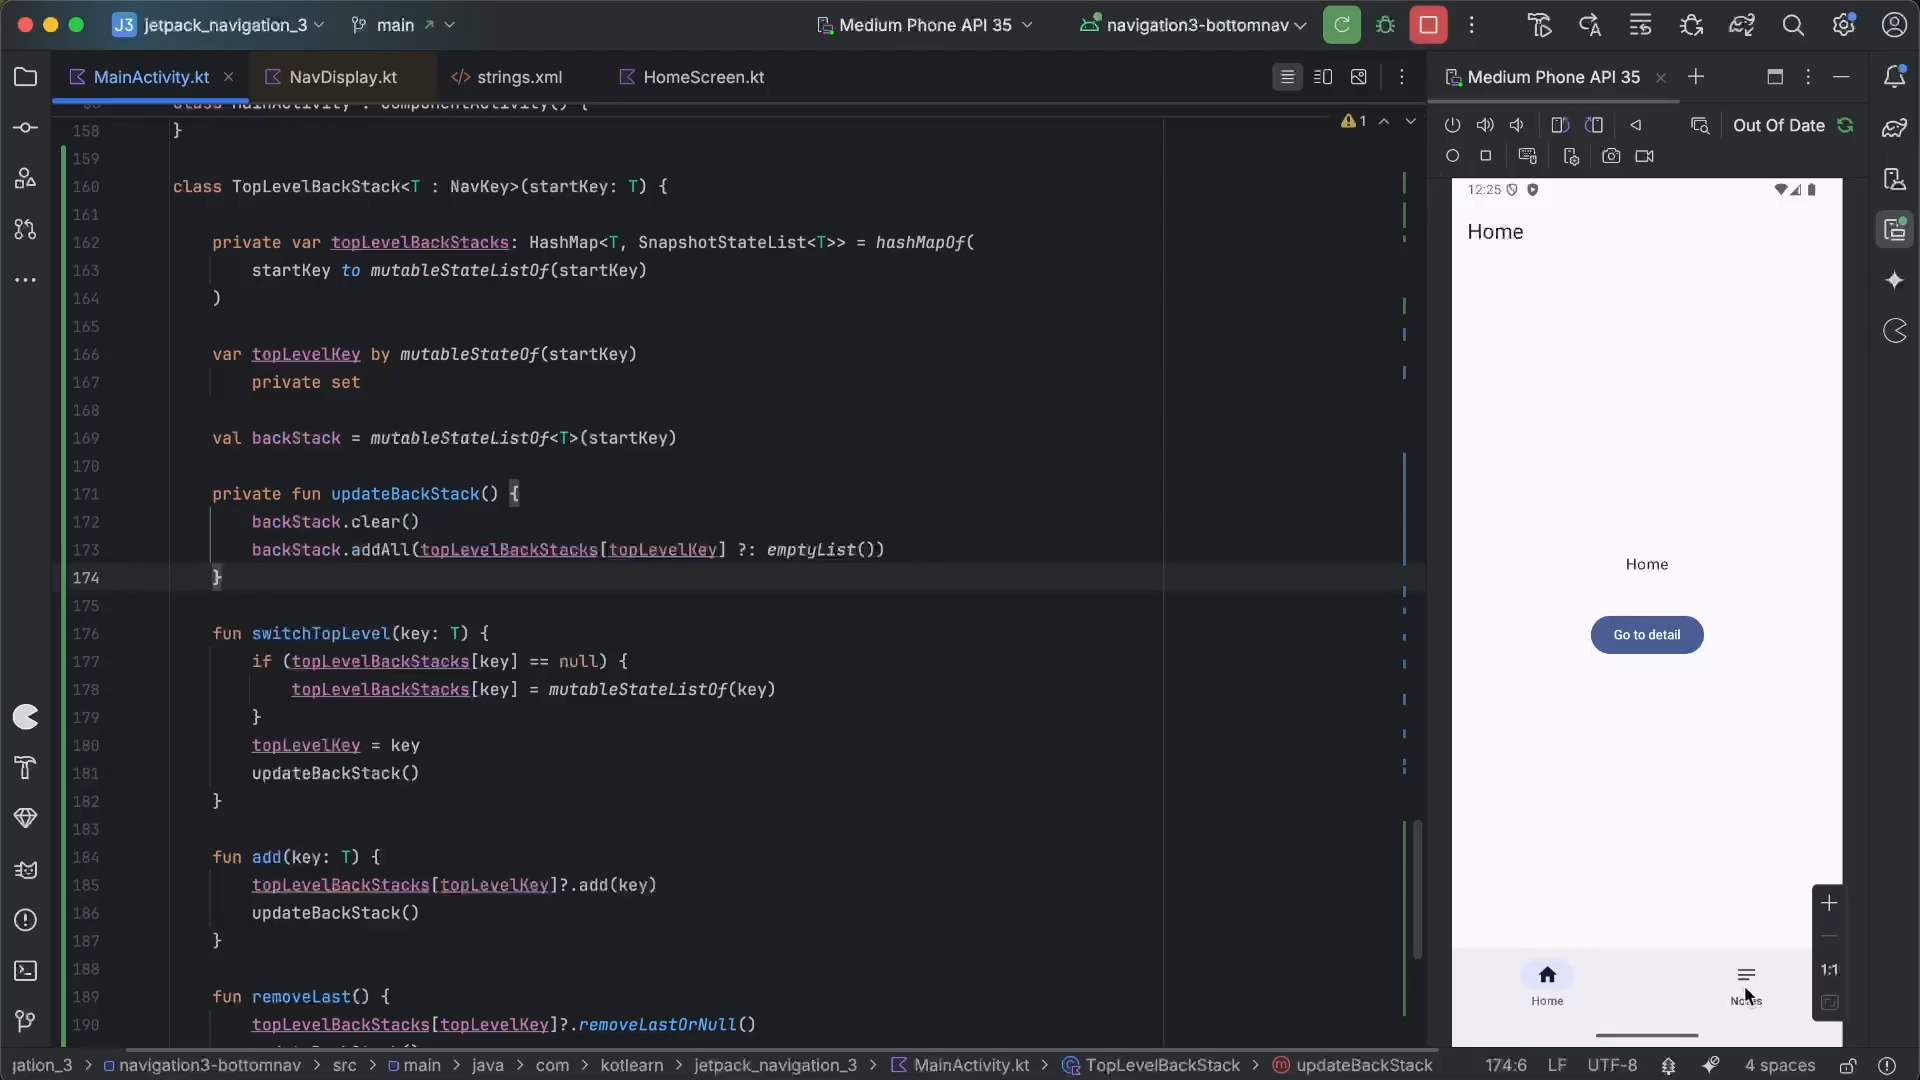 J3 jetpack_navigation_3 main Medium Phone API 35 navigation3-bottomnav
MainActivity.kt NavDisplay.kt </> strings.xml HomeScreen.kt
Medium Phone API 35
1
Out Of Date
158 }
159
160 class TopLevelBackStack<T : NavKey>(startKey: T) {
161
162 private var topLevelBackStacks: HashMap<T, SnapshotStateList<T>> = hashMapOf(
163 startKey to mutableStateListOf(startKey)
164 )
165
166 var topLevelKey by mutableStateOf(startKey)
167 private set
168
169 val backStack = mutableStateListOf<T>(startKey)
170
171 private fun updateBackStack() {
172 backStack.clear()
173 backStack.addAll(topLevelBackStacks[topLevelKey] ?: emptyList())
174 }
175
176 fun switchTopLevel(key: T) {
177 if (topLevelBackStacks[key] == null) {
178 topLevelBackStacks[key] = mutableStateListOf(key)
179 }
180 topLevelKey = key
181 updateBackStack()
182 }
183
184 fun add(key: T) {
185 topLevelBackStacks[topLevelKey]?.add(key)
186 updateBackStack()
187 }
188
189 fun removeLast() {
190 topLevelBackStacks[topLevelKey]?.removeLastOrNull()
12:25
Home
Home
Go to detail
Home
Notes
1:1
jation_3 > navigation3-bottomnav > src > main > java > com > kotlearn > jetpack_navigation_3 > MainActivity.kt > TopLevelBackStack > updateBackStack 174:6 LF UTF-8 4 spaces